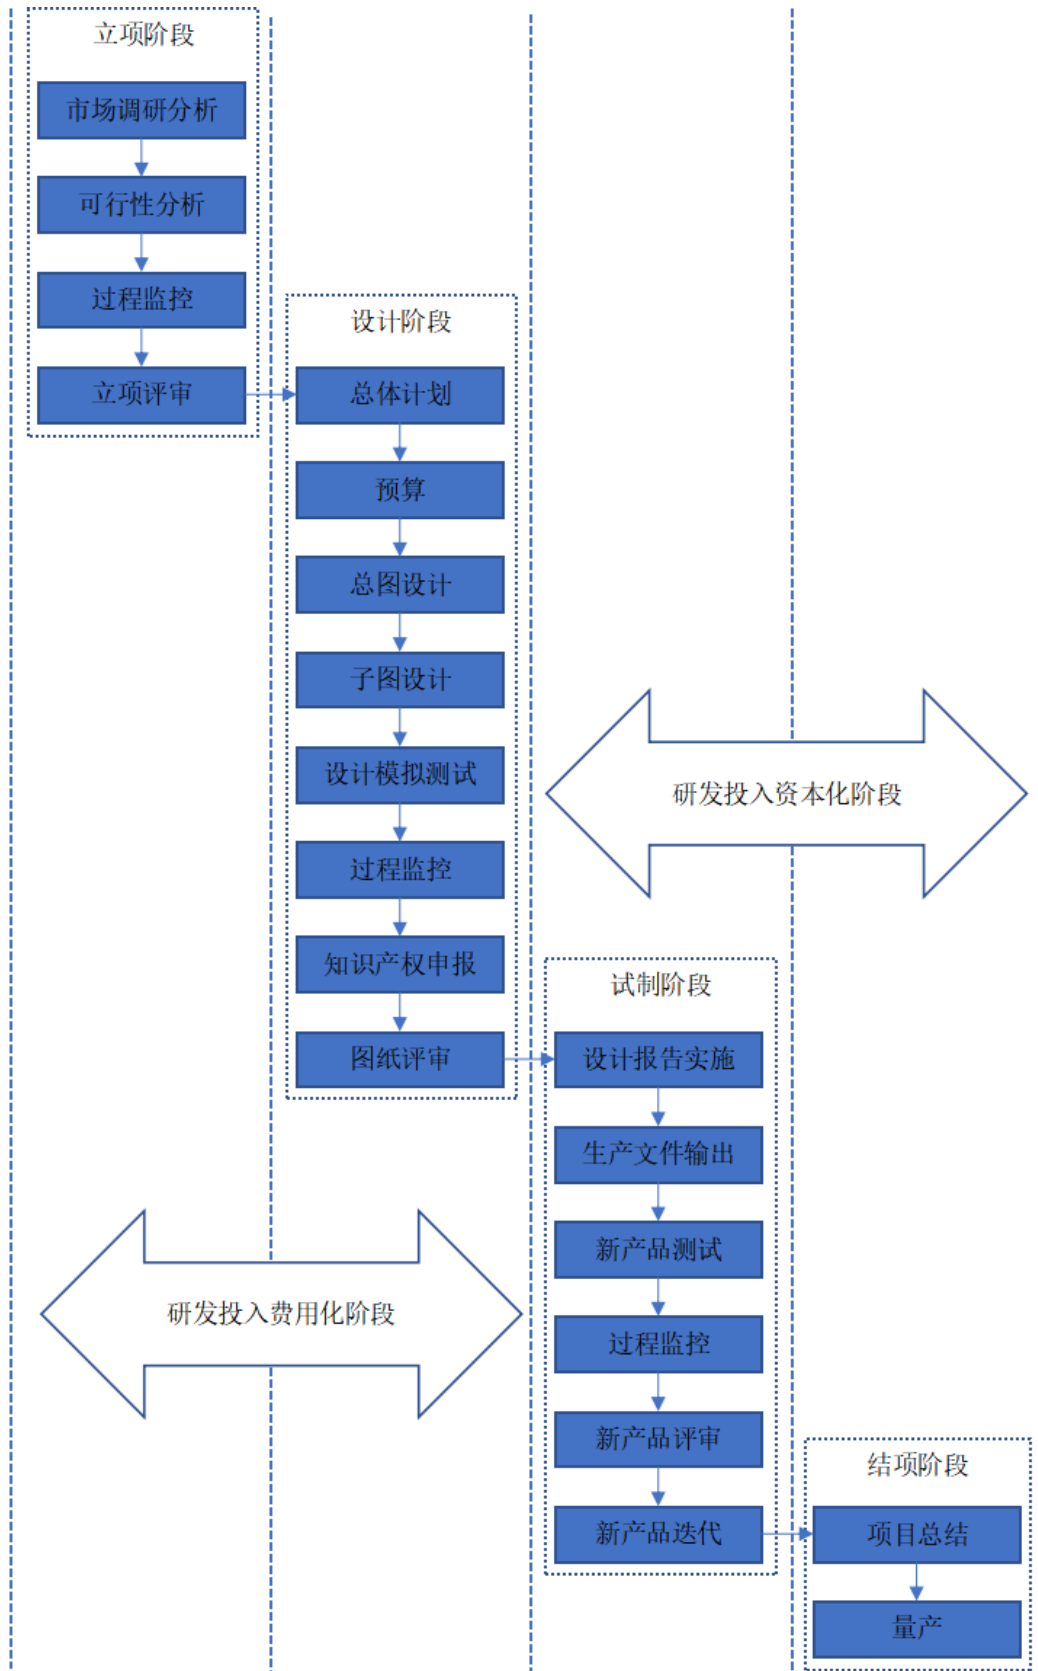 立项阶段
市场调研分析
可行性分析
过程监控
立项评审
设计阶段
总体计划
预算
总图设计
子图设计
设计模拟测试
过程监控
知识产权申报
图纸评审
研发投入资本化阶段
试制阶段
设计报告实施
生产文件输出
新产品测试
过程监控
新产品评审
新产品迭代
研发投入费用化阶段
结项阶段
项目总结
量产